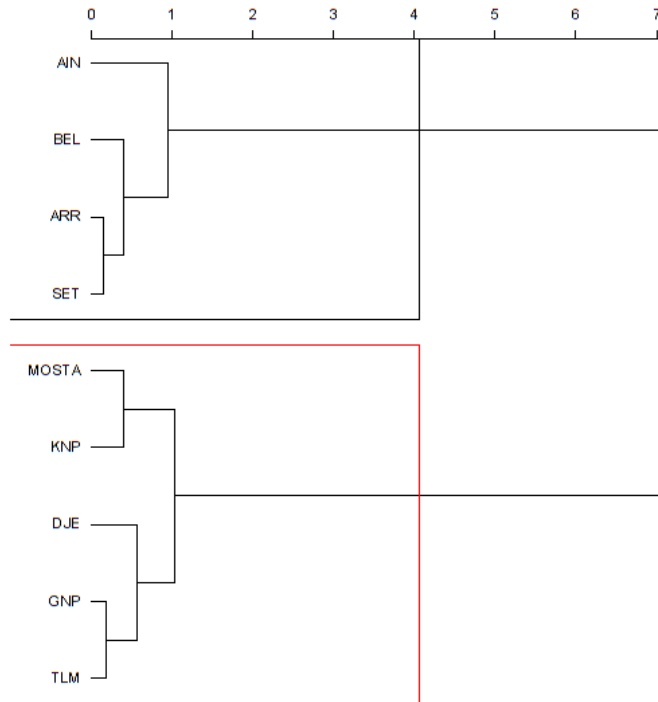 0 1 2 3 4 5 6 7
AIN
BEL
ARR
SET
MOSTA
KNP
DJE
GNP
TLM